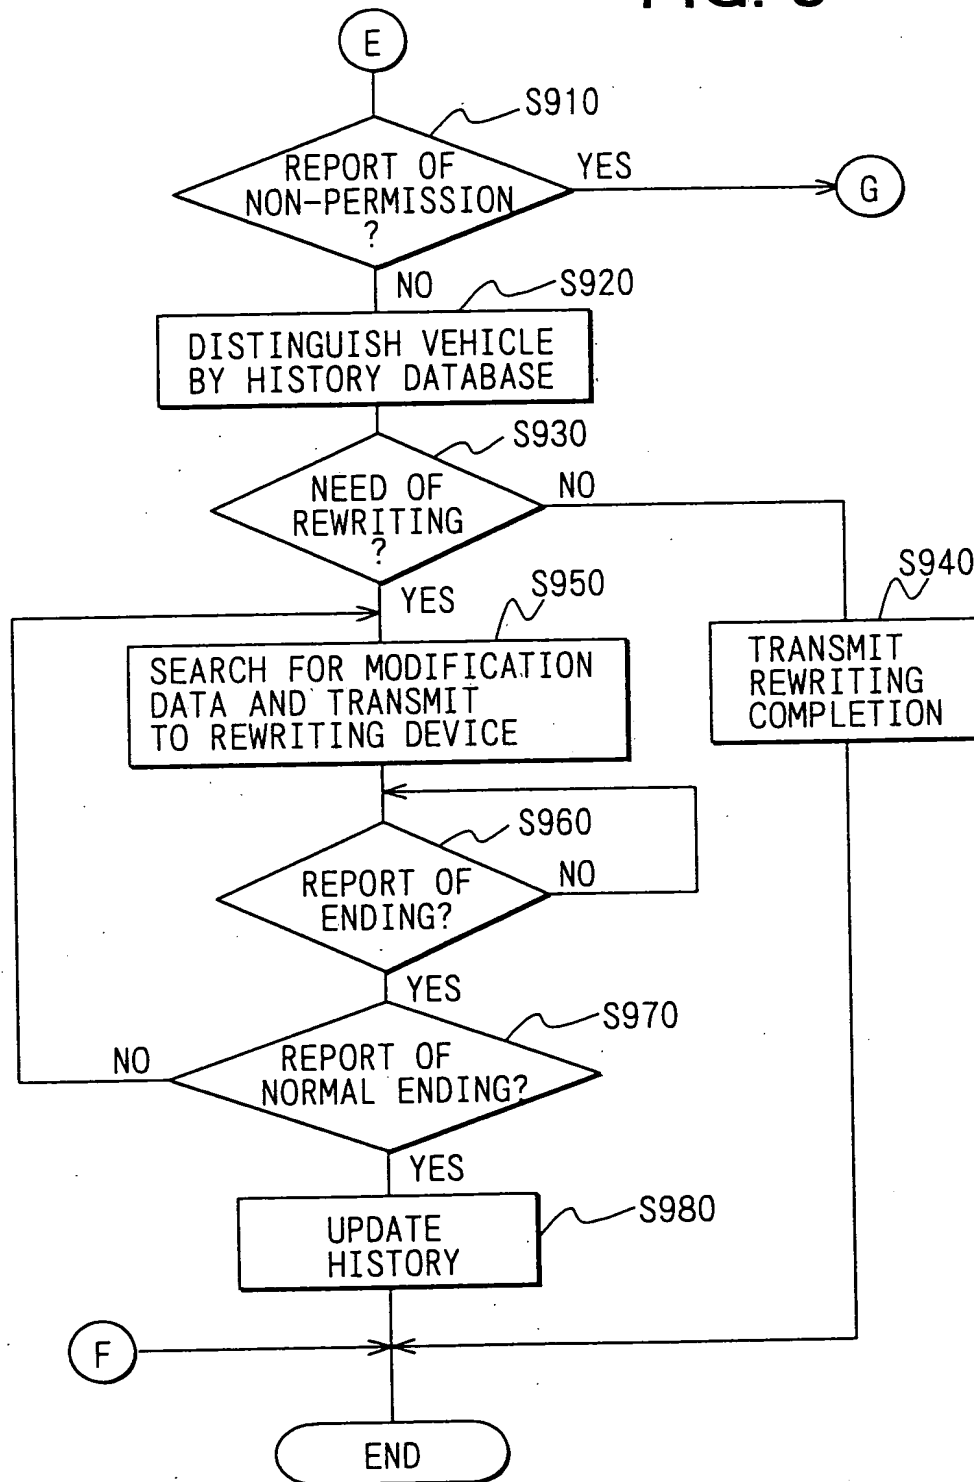 E
S910
REPORT OF
NON-PERMISSION
?
YES
G
NO
S920
DISTINGUISH VEHICLE
BY HISTORY DATABASE
S930
NEED OF
REWRITING
?
NO
YES
S940
TRANSMIT
REWRITING
COMPLETION
S950
SEARCH FOR MODIFICATION
DATA AND TRANSMIT
TO REWRITING DEVICE
S960
REPORT OF
ENDING?
NO
YES
S970
REPORT OF
NORMAL ENDING?
NO
YES
S980
UPDATE
HISTORY
F
END